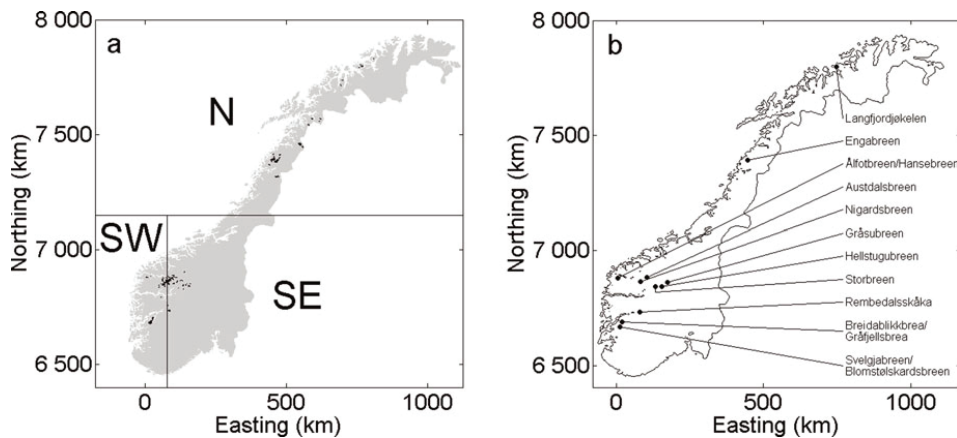 a
N
SW
SE
8 000
7 500
7 000
6 500
Northing (km)
0
500
1000
Easting (km)
b
8 000
7 500
7 000
6 500
Northing (km)
0
500
1000
Easting (km)
Langfjordjøkelen
Engabreen
Ålfotbreen/Hansebreen
Austdalsbreen
Nigardsbreen
Gråsubreen
Hellstugubreen
Storbreen
Rembedalsskåka
Breidablikkbrea/
Gråfjellsbrea
Svelgjabreen/
Blomstølskardsbreen